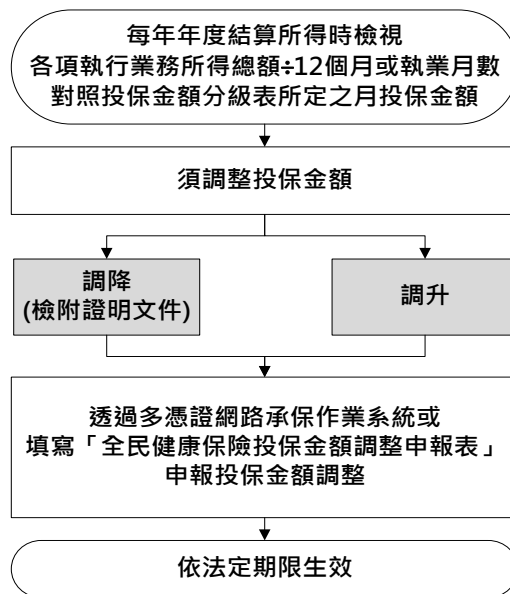 每年年度結算所得時檢視
各項執行業務所得總額÷12個月或執業月數
對照投保金額分級表所定之月投保金額
須調整投保金額
調降
(檢附證明文件)
調升
透過多憑證網路承保作業系統或
填寫「全民健康保險投保金額調整申報表」
申報投保金額調整
依法定期限生效